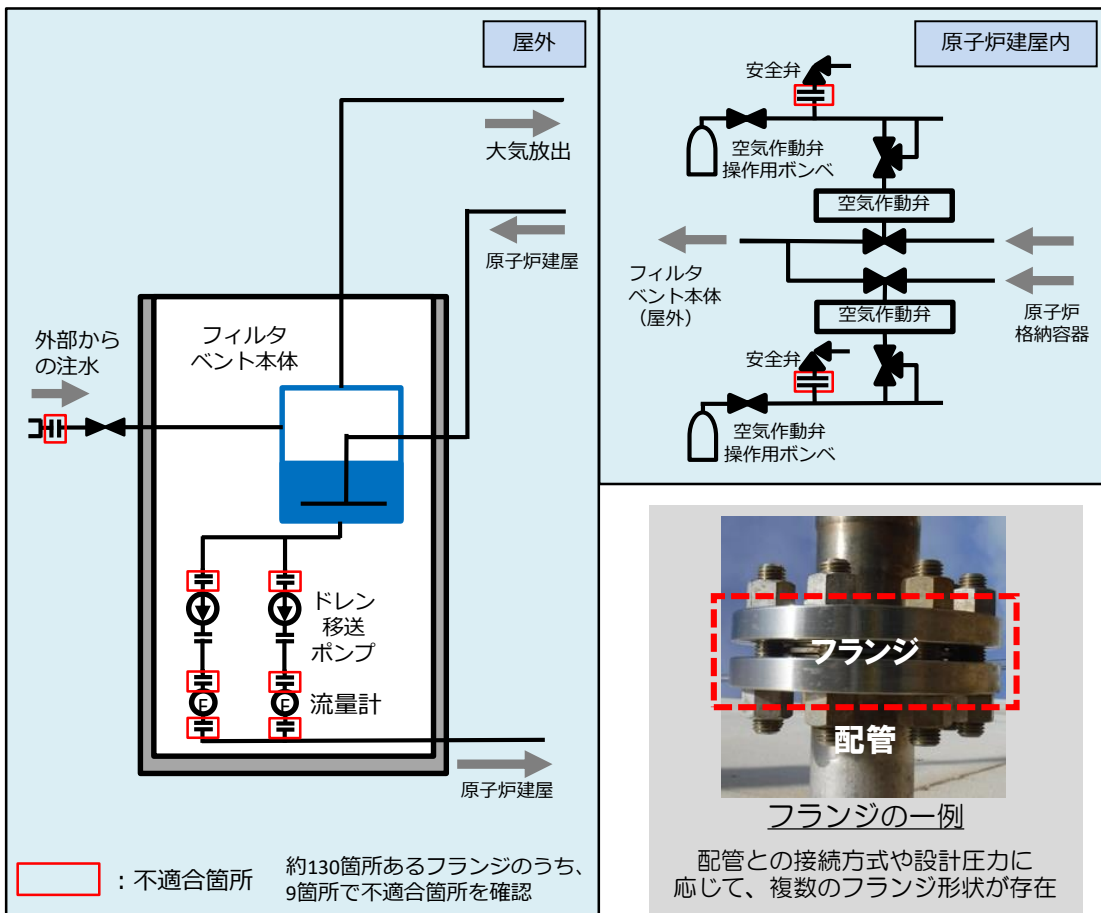 屋外
大気放出
原子炉建屋
外部から
の注水
フィルタ
ベント本体
ドレン
移送
ポンプ
F
F
流量計
原子炉建屋
：不適合箇所
約130箇所あるフランジのうち、
9箇所で不適合箇所を確認
原子炉建屋内
安全弁
空気作動弁
操作用ボンベ
空気作動弁
フィルタ
ベント本体
（屋外）
原子炉
格納容器
空気作動弁
安全弁
空気作動弁
操作用ボンベ
フランジ
配管
フランジの一例
配管との接続方式や設計圧力に
応じて、複数のフランジ形状が存在